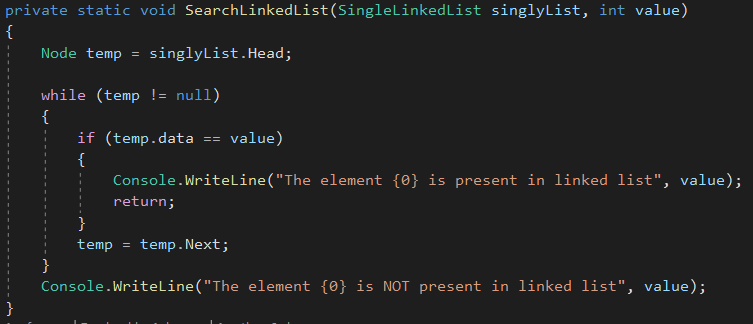 private static void SearchLinkedList(SingleLinkedList singlyList, int value)
{
    Node temp = singlyList.Head;

    while (temp != null)
    {
        if (temp.data == value)
        {
            Console.WriteLine("The element {0} is present in linked list", value);
            return;
        }
        temp = temp.Next;
    }
    Console.WriteLine("The element {0} is NOT present in linked list", value);
}